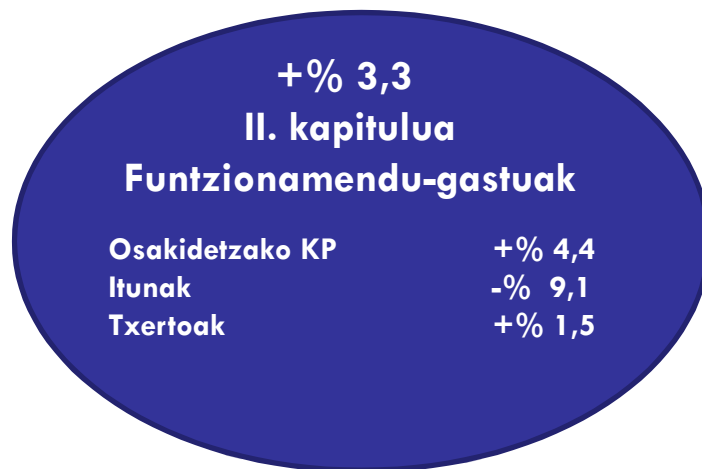 +% 3,3
II. kapitulua
Funtzionamendu-gastuak
Osakidetzako KP +% 4,4
Itunak -% 9,1
Txertoak +% 1,5